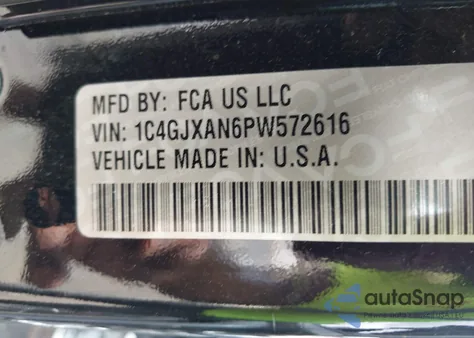 MFD BY: FCA US LLC
VIN: 1C4GJXAN6PW572616
VEHICLE MADE IN: U.S.A.
autoSnap